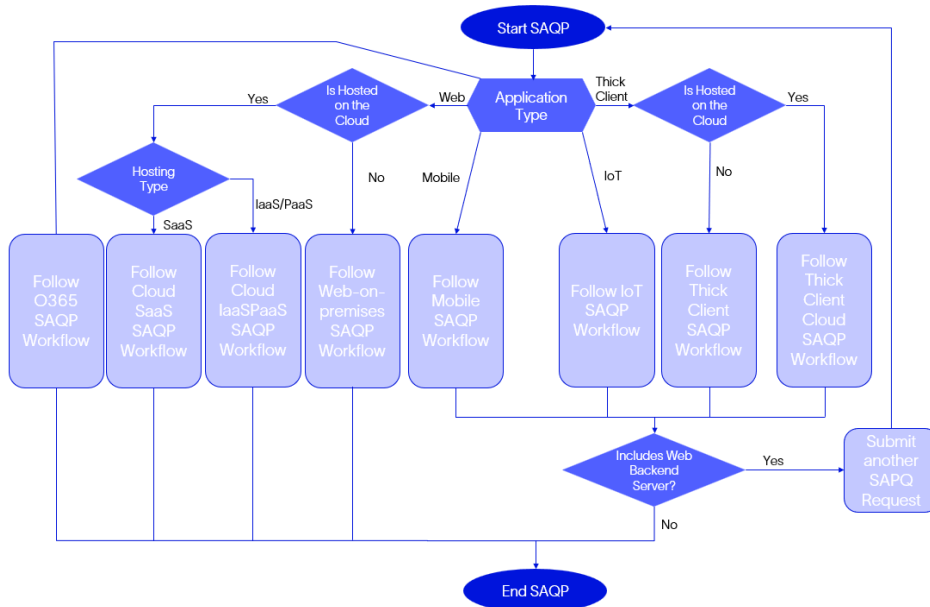 Start SAQP
Application
Type
Web
Thick
Client
Is Hosted
on the
Cloud
Yes
No
Is Hosted
on the
Cloud
Yes
No
Hosting
Type
SaaS
IaaS/PaaS
Mobile
IoT
Follow
O365
SAQP
Workflow
Follow
Cloud
SaaS
SAQP
Workflow
Follow
Cloud
IaaSPaaS
SAQP
Workflow
Follow
Web-on-
premises
SAQP
Workflow
Follow
Mobile
SAQP
Workflow
Follow IoT
SAQP
Workflow
Follow
Thick
Client
SAQP
Workflow
Follow
Thick
Client
Cloud
SAQP
Workflow
Includes Web
Backend
Server?
Yes
No
Submit
another
SAPQ
Request
End SAQP